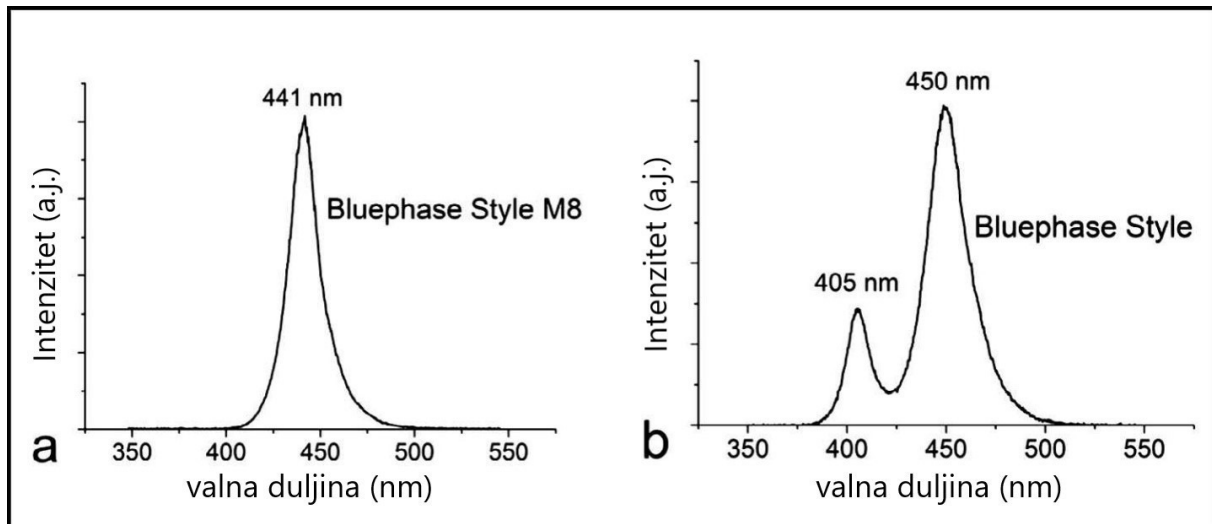 441 nm
Bluephase Style M8
Intenzitet (a.j.)
350 400 450 500 550
valna duljina (nm)
a
450 nm
Bluephase Style
405 nm
Intenzitet (a.j.)
350 400 450 500 550
valna duljina (nm)
b